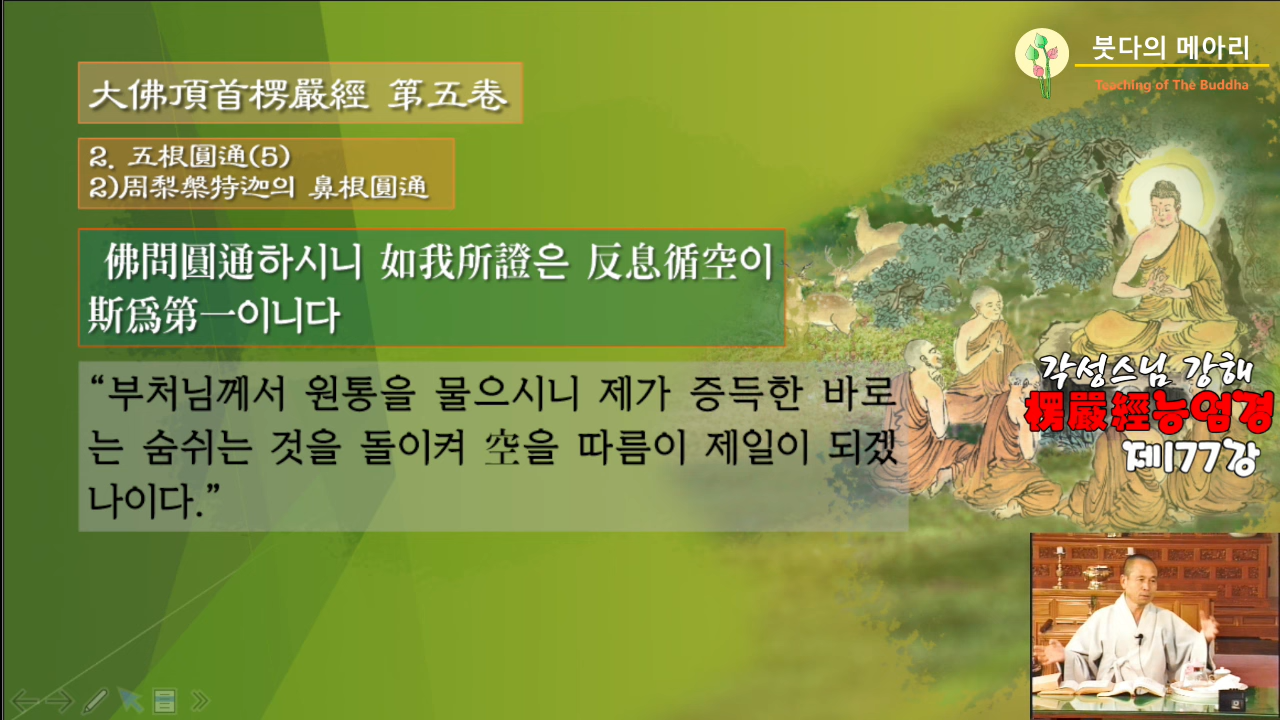 大佛頂首楞嚴經 第五卷
2. 五根圓通(5)
2)周梨槃特迦의 鼻根圓通
佛問圓通하시니 如我所證은 反息循空이
斯爲第一이니다
“부처님께서 원통을 물으시니 제가 증득한 바로
는 숨쉬는 것을 돌이켜 空을 따름이 제일이 되겠
나이다.”
붓다의 메아리
Teaching of The Buddha
각성스님 강해
楞嚴經능엄경
제177강